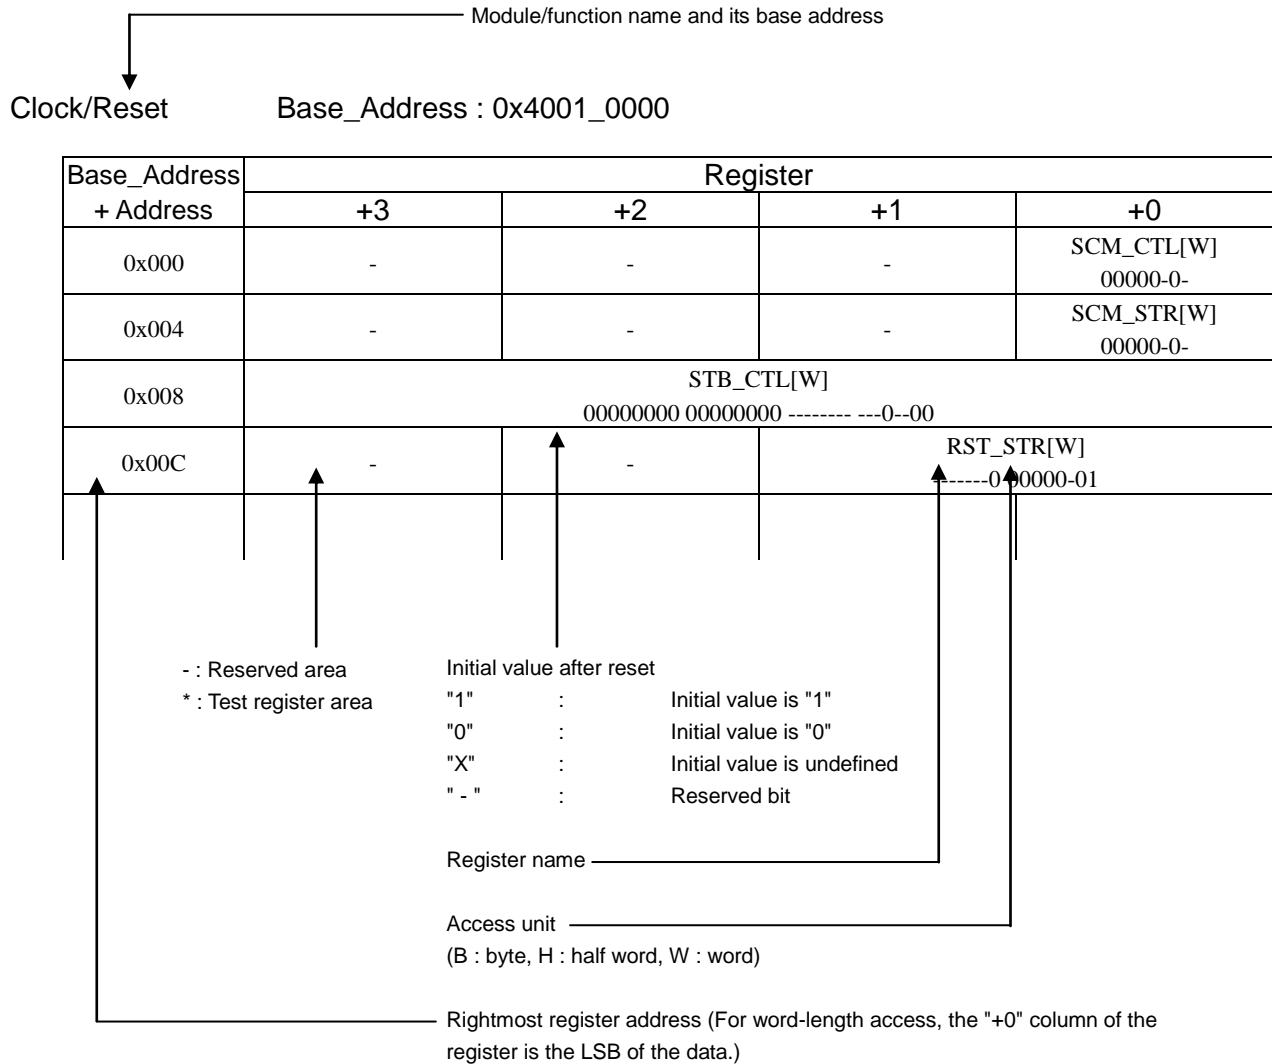 Module/function name and its base address
Clock/Reset Base_Address : 0x4001_0000
Base_Address + Address Register
+3 +2 +1 +0
0x000 - - - SCM_CTL[W]
00000-0-
0x004 - - - SCM_STR[W]
00000-0-
0x008 STB_CTL[W]
00000000 00000000 -------- ---0--00
0x00C - - RST_STR[W]
-------0 00000-01
- : Reserved area
* : Test register area
Initial value after reset
"1" : Initial value is "1"
"0" : Initial value is "0"
"X" : Initial value is undefined
" - " : Reserved bit
Register name
Access unit
(B : byte, H : half word, W : word)
Rightmost register address (For word-length access, the "+0" column of the
register is the LSB of the data.)